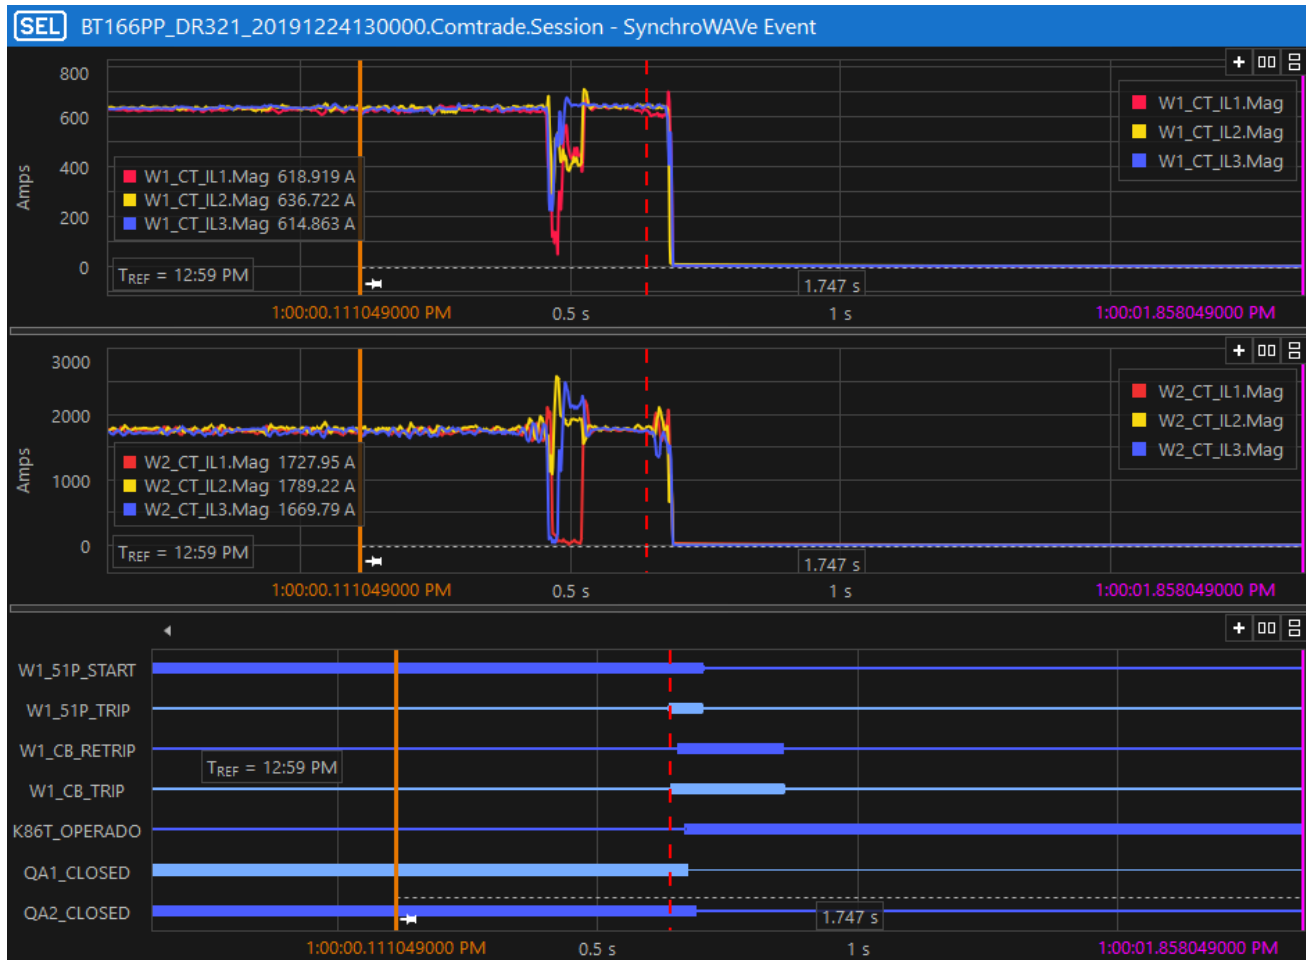 SEL BT166PP_DR321_20191224130000.Comtrade.Session - SynchroWAVe Event
800
600
400
200
0
Amps
W1_CT_IL1.Mag
W1_CT_IL2.Mag
W1_CT_IL3.Mag
W1_CT_IL1.Mag 618.919 A
W1_CT_IL2.Mag 636.722 A
W1_CT_IL3.Mag 614.863 A
TREF = 12:59 PM
1.747 s
1:00:00.111049000 PM 0.5 s 1 s 1:00:01.858049000 PM
3000
2000
1000
0
Amps
W2_CT_IL1.Mag
W2_CT_IL2.Mag
W2_CT_IL3.Mag
W2_CT_IL1.Mag 1727.95 A
W2_CT_IL2.Mag 1789.22 A
W2_CT_IL3.Mag 1669.79 A
TREF = 12:59 PM
1.747 s
1:00:00.111049000 PM 0.5 s 1 s 1:00:01.858049000 PM
W1_51P_START
W1_51P_TRIP
W1_CB_RETRIP
TREF = 12:59 PM
W1_CB_TRIP
K86T_OPERADO
QA1_CLOSED
QA2_CLOSED
1.747 s
1:00:00.111049000 PM 0.5 s 1 s 1:00:01.858049000 PM